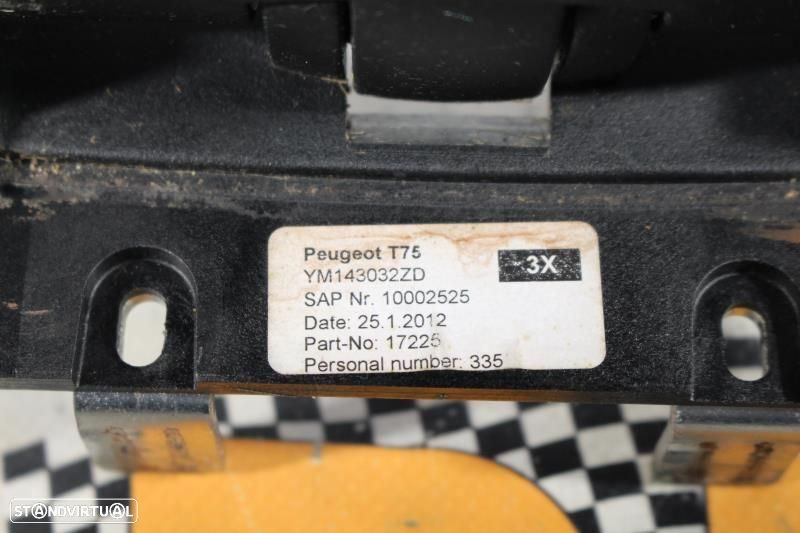 Peugeot T75
YM143032ZD
3X
SAP Nr. 10002525
Date: 25.1.2012
Part-No: 17225
Personal number: 335
STANDVIRTUAL